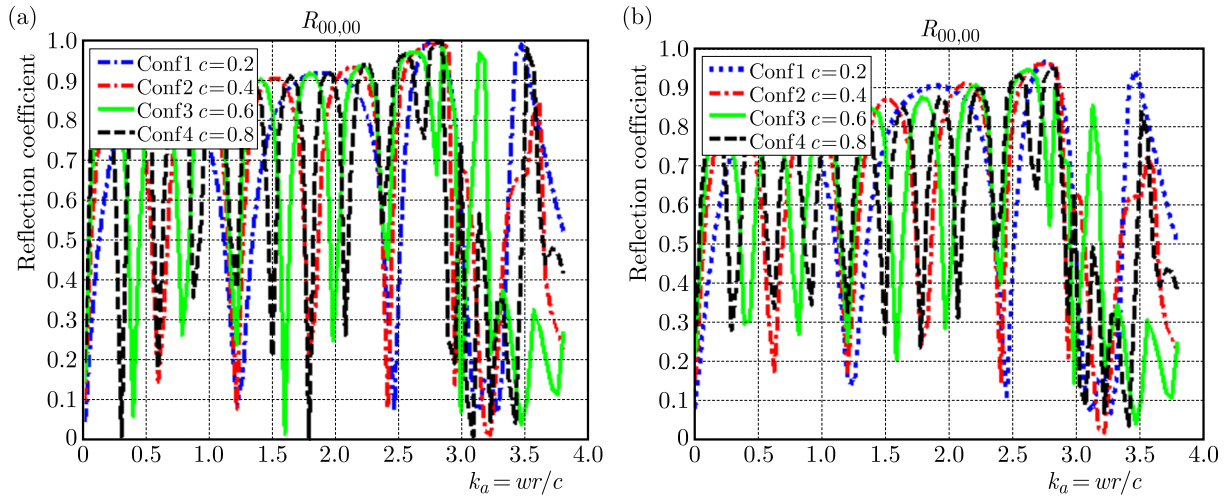 (a)
R00,00
Reflection coefficient
1.0
0.9
0.8
0.7
0.6
0.5
0.4
0.3
0.2
0.1
0
Conf1 c=0.2
Conf2 c=0.4
Conf3 c=0.6
Conf4 c=0.8
0 0.5 1.0 1.5 2.0 2.5 3.0 3.5 4.0
ka=wr/c
(b)
R00,00
Reflection coefficient
1.0
0.9
0.8
0.7
0.6
0.5
0.4
0.3
0.2
0.1
0
Conf1 c=0.2
Conf2 c=0.4
Conf3 c=0.6
Conf4 c=0.8
0 0.5 1.0 1.5 2.0 2.5 3.0 3.5 4.0
ka=wr/c